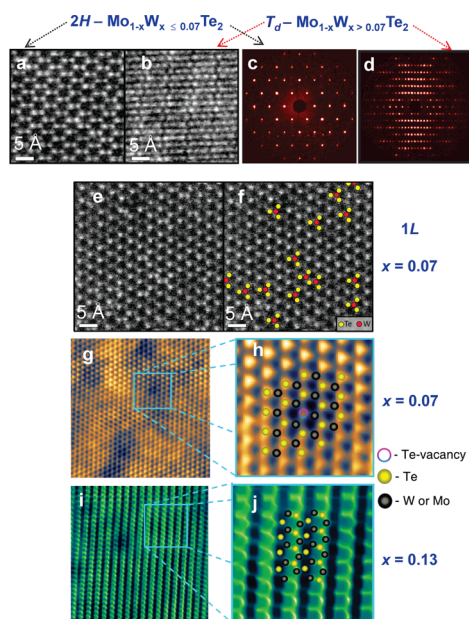 2H – Mo1-xWx ≤ 0.07Te2 Td – Mo1-xWx > 0.07Te2
a b c d
5 Å 5 Å
e f 1L
x = 0.07
5 Å 5 Å Te W
g h
x = 0.07
- Te-vacancy
- Te
- W or Mo
i j
x = 0.13